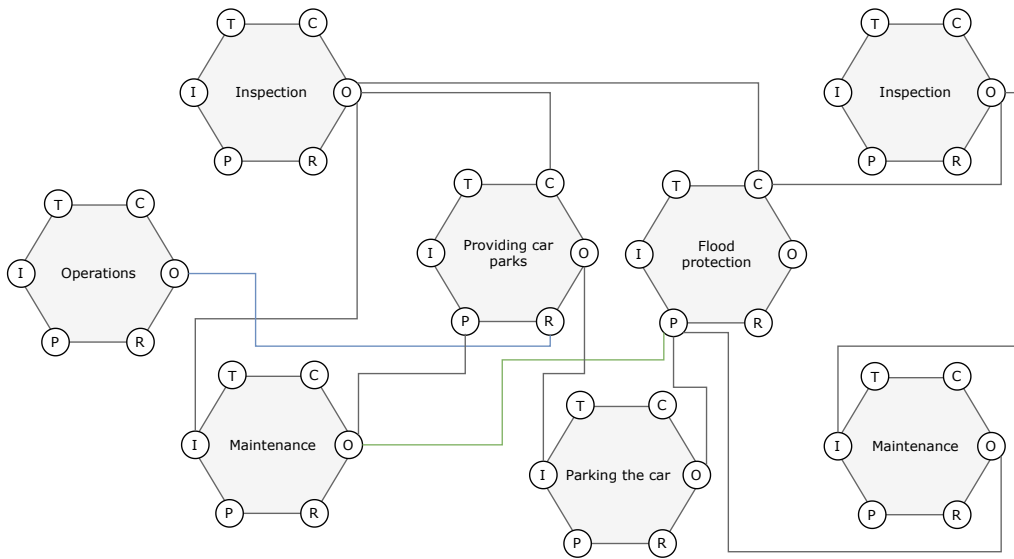 T C
I Inspection O
P R
T C
I Inspection O
P R
T C
I Operations O
P R
T C
I Providing car
parks O
P R
T C
I Flood
protection O
P R
T C
I Maintenance O
P R
T C
I Parking the car O
P R
T C
I Maintenance O
P R